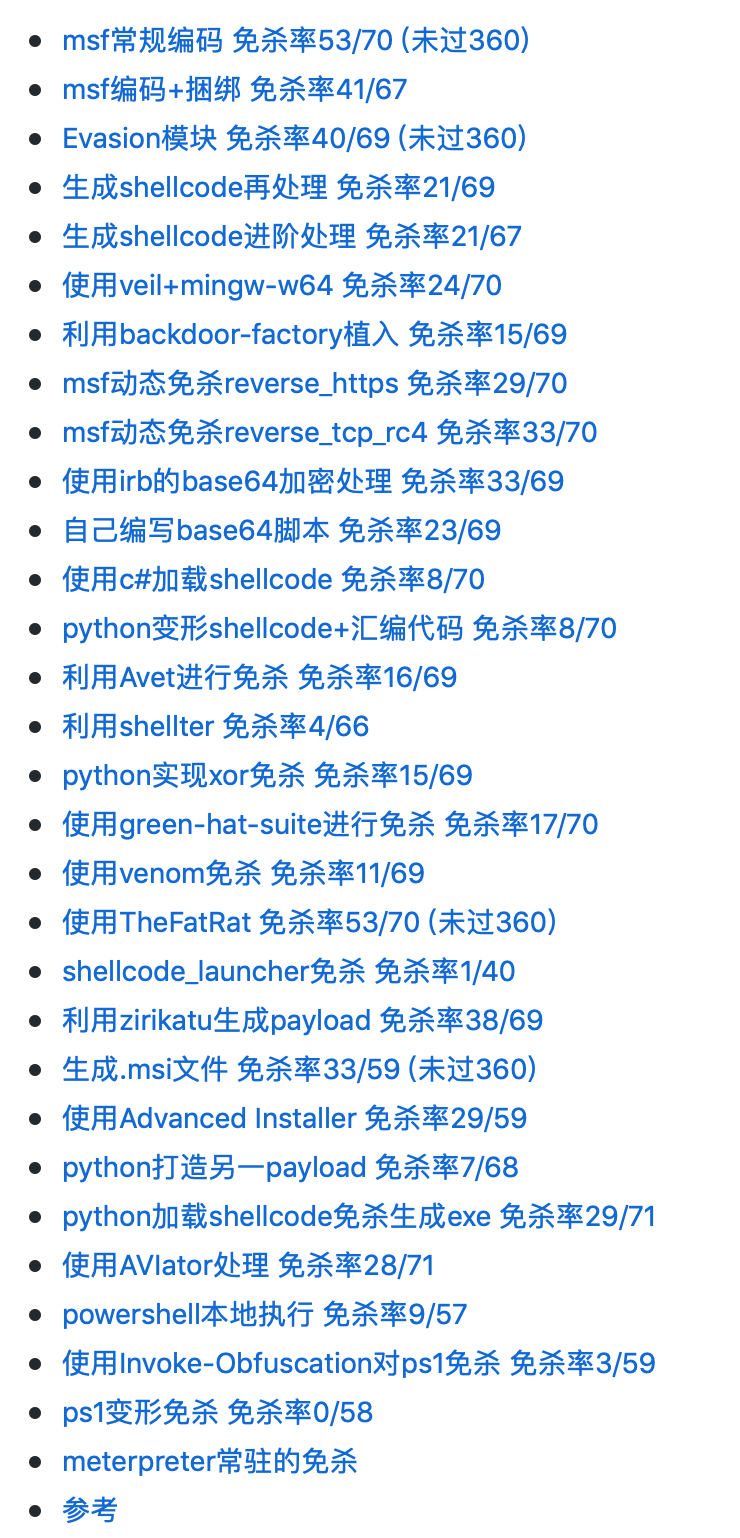 msf常规编码 免杀率53/70 (未过360)
msf编码+捆绑 免杀率41/67
Evasion模块 免杀率40/69 (未过360)
生成shellcode再处理 免杀率21/69
生成shellcode进阶处理 免杀率21/67
使用veil+mingw-w64 免杀率24/70
利用backdoor-factory植入 免杀率15/69
msf动态免杀reverse_https 免杀率29/70
msf动态免杀reverse_tcp_rc4 免杀率33/70
使用irb的base64加密处理 免杀率33/69
自己编写base64脚本 免杀率23/69
使用c#加载shellcode 免杀率8/70
python变形shellcode+汇编代码 免杀率8/70
利用Avet进行免杀 免杀率16/69
利用shellter 免杀率4/66
python实现xor免杀 免杀率15/69
使用green-hat-suite进行免杀 免杀率17/70
使用venom免杀 免杀率11/69
使用TheFatRat 免杀率53/70 (未过360)
shellcode_launcher免杀 免杀率1/40
利用zirikatu生成payload 免杀率38/69
生成.msi文件 免杀率33/59 (未过360)
使用Advanced Installer 免杀率29/59
python打造另一payload 免杀率7/68
python加载shellcode免杀生成exe 免杀率29/71
使用AVIator处理 免杀率28/71
powershell本地执行 免杀率9/57
使用Invoke-Obfuscation对ps1免杀 免杀率3/59
ps1变形免杀 免杀率0/58
meterpreter常驻的免杀
参考